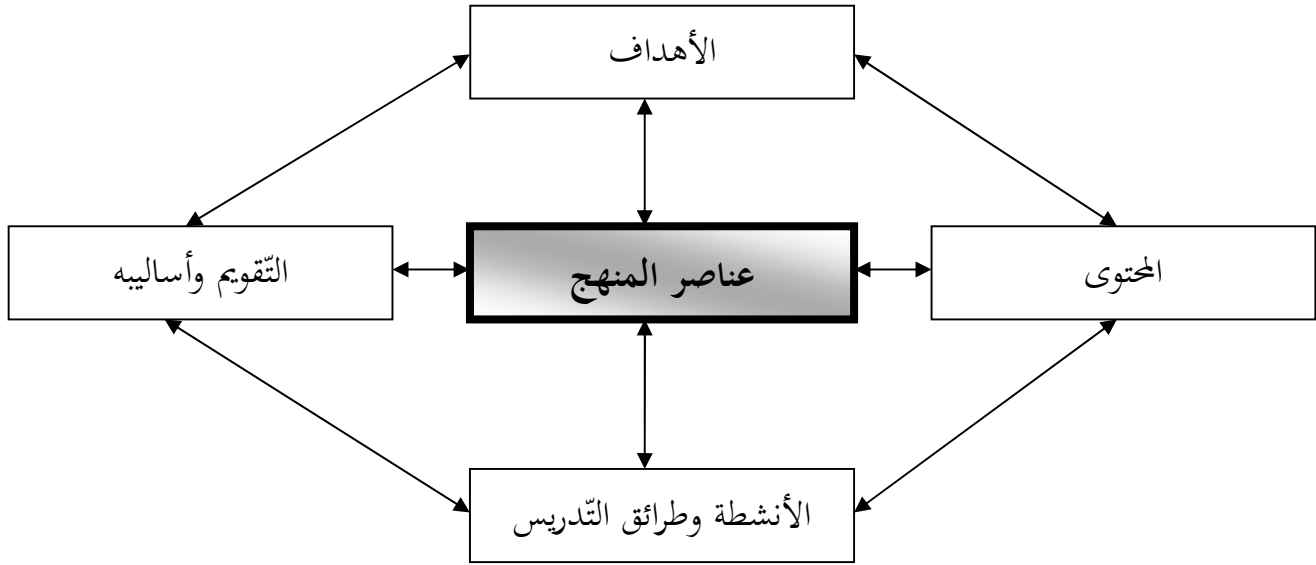 الأهداف
المحتوى
عناصر المنهج
التّقويم وأساليبه
الأنشطة وطرائق التّدريس